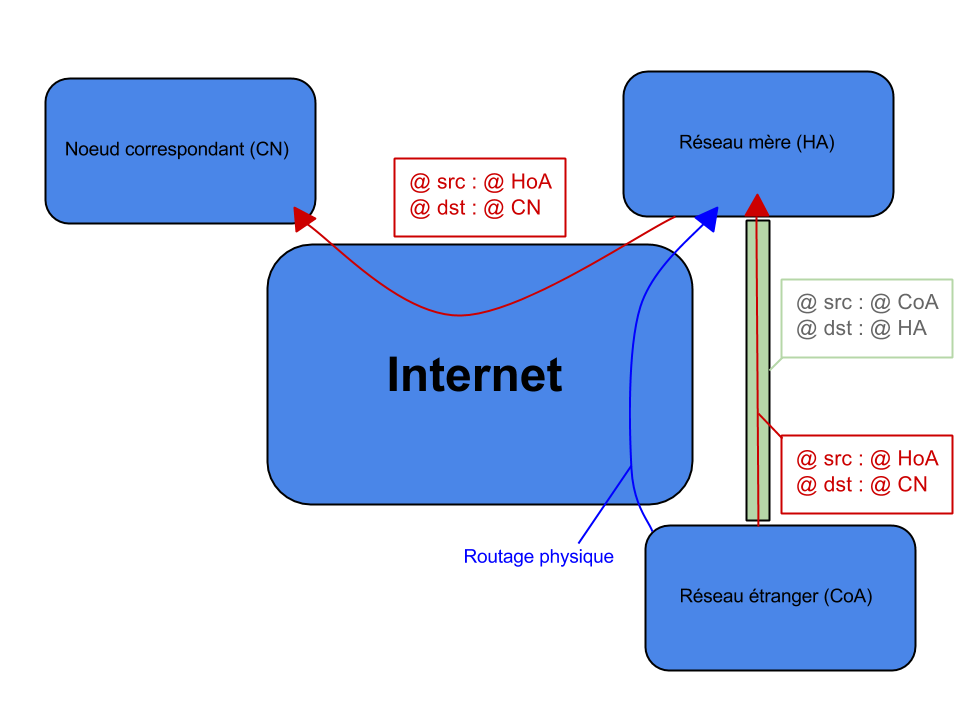 Noeud correspondant (CN)
Réseau mère (HA)
@ src : @ HoA
@ dst : @ CN
@ src : @ CoA
@ dst : @ HA
Internet
@ src : @ HoA
@ dst : @ CN
Routage physique
Réseau étranger (CoA)